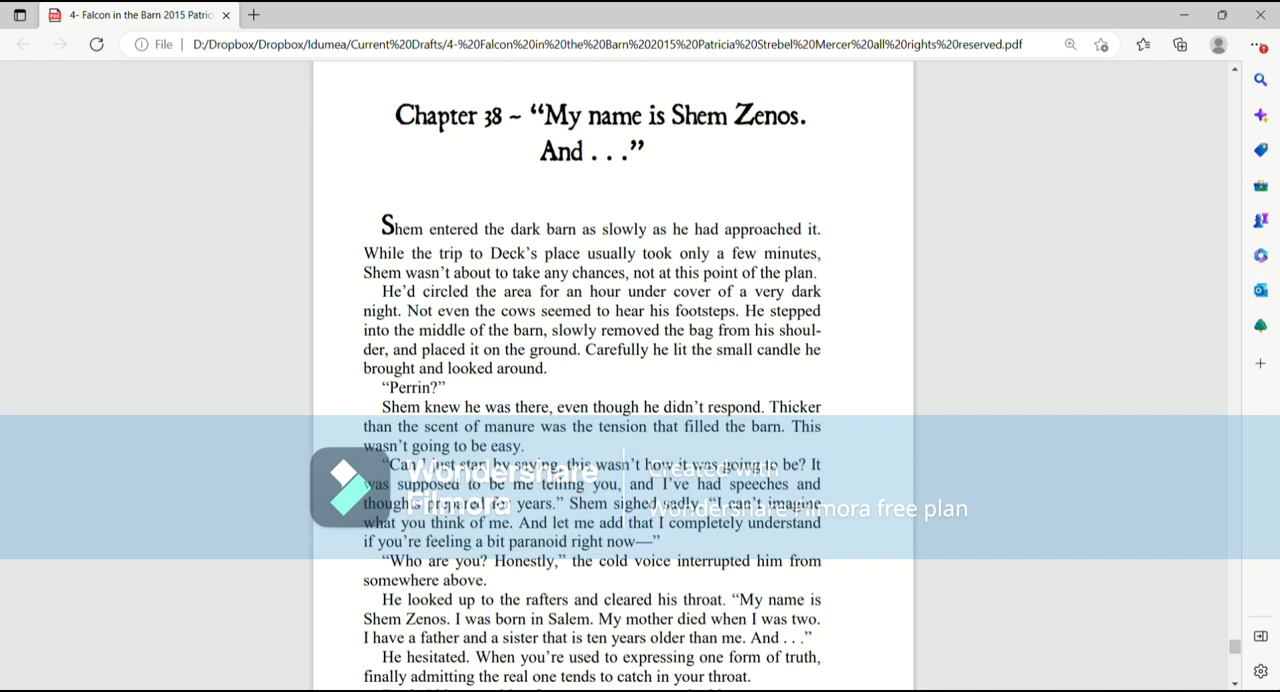 4- Falcon in the Barn 2015 Patric
File
D:/Dropbox/Dropbox/Idumea/Current%20Drafts/4-%20Falcon%20in%20the%20Barn%202015%20Patricia%20Strebel%20Mercer%20all%20rights%20reserved.pdf
Chapter 38 ~ “My name is Shem Zenos.
And . . .”
Shem entered the dark barn as slowly as he had approached it.
While the trip to Deck’s place usually took only a few minutes,
Shem wasn’t about to take any chances, not at this point of the plan.
He’d circled the area for an hour under cover of a very dark
night. Not even the cows seemed to hear his footsteps. He stepped
into the middle of the barn, slowly removed the bag from his shoul-
der, and placed it on the ground. Carefully he lit the small candle he
brought and looked around.
“Perrin?”
Shem knew he was there, even though he didn’t respond. Thicker
than the scent of manure was the tension that filled the barn. This
wasn’t going to be easy.
“Can I just start by saying, this wasn’t how it was going to be? It
was supposed to be me telling you, and I’ve had speeches and
thoughts prepared for years.” Shem sighed sadly. “I can’t imagine
what you think of me. And let me add that I completely understand
if you’re feeling a bit paranoid right now—”
“Who are you? Honestly,” the cold voice interrupted him from
somewhere above.
He looked up to the rafters and cleared his throat. “My name is
Shem Zenos. I was born in Salem. My mother died when I was two.
I have a father and a sister that is ten years older than me. And . . .”
He hesitated. When you’re used to expressing one form of truth,
finally admitting the real one tends to catch in your throat.
Wondershare
Filmora
Created with
Wondershare Filmora free plan